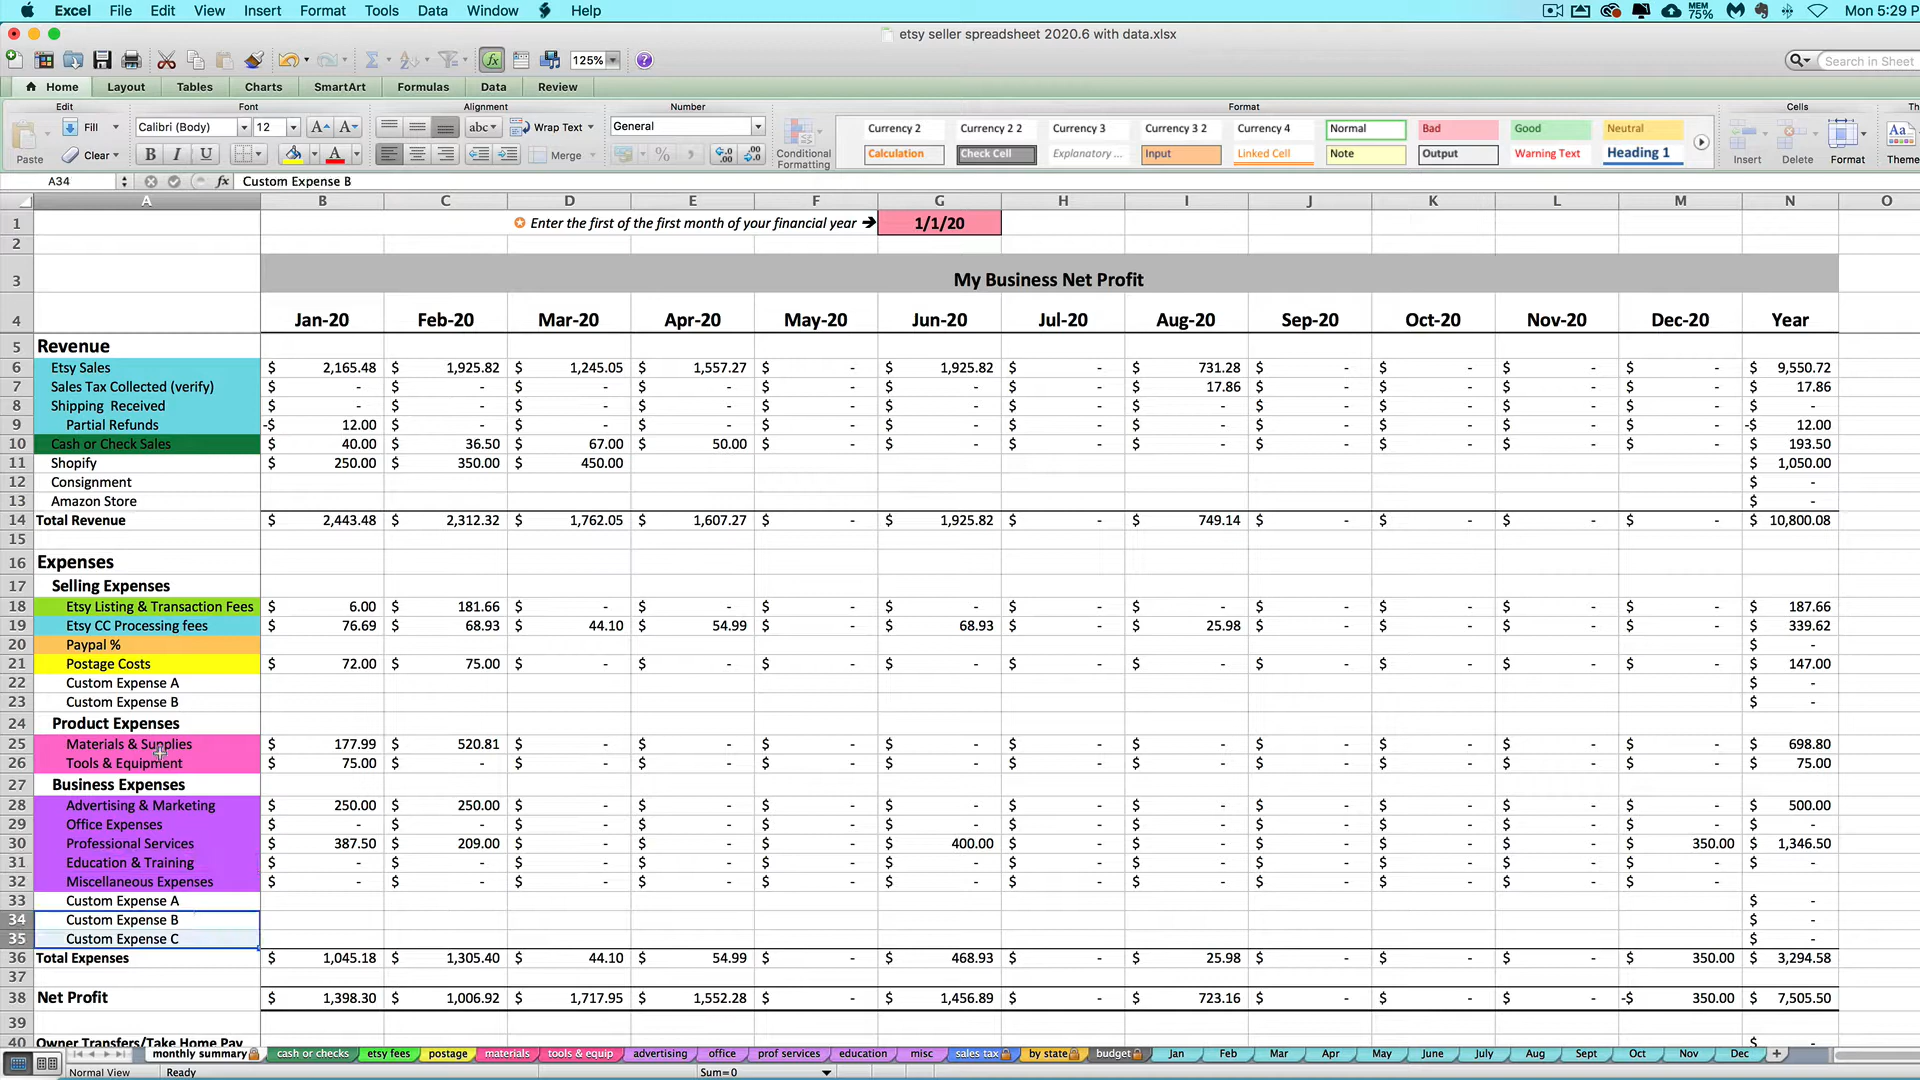 Excel File Edit View Insert Format Tools Data Window Help MEM 75% Mon 5:29 P
etsy seller spreadsheet 2020.6 with data.xlsx
125% Search in Sheet
Home Layout Tables Charts SmartArt Formulas Data Review
Edit Font Alignment Number Format Cells Th
Fill Calibri (Body) 12 A A abc Wrap Text General Currency 2 Currency 2 2 Currency 3 Currency 3 2 Currency 4 Normal Bad Good Neutral
Paste Clear B I U A Merge % Conditional Formatting Calculation Check Cell Explanatory ... Input Linked Cell Note Output Warning Text Heading 1 Insert Delete Format Theme
A34 fx Custom Expense B
A B C D E F G H I J K L M N O
1 Enter the first of the first month of your financial year 1/1/20
2
3 My Business Net Profit
4 Jan-20 Feb-20 Mar-20 Apr-20 May-20 Jun-20 Jul-20 Aug-20 Sep-20 Oct-20 Nov-20 Dec-20 Year
5 Revenue
6 Etsy Sales $ 2,165.48 $ 1,925.82 $ 1,245.05 $ 1,557.27 $ - $ 1,925.82 $ - $ 731.28 $ - $ - $ - $ - $ 9,550.72
7 Sales Tax Collected (verify) $ - $ - $ - $ - $ - $ - $ - $ 17.86 $ - $ - $ - $ - $ 17.86
8 Shipping Received $ - $ - $ - $ - $ - $ - $ - $ - $ - $ - $ - $ - $ -
9 Partial Refunds -$ 12.00 $ - $ - $ - $ - $ - $ - $ - $ - $ - $ - $ - -$ 12.00
10 Cash or Check Sales $ 40.00 $ 36.50 $ 67.00 $ 50.00 $ - $ - $ - $ - $ - $ - $ - $ - $ 193.50
11 Shopify $ 250.00 $ 350.00 $ 450.00 $ 1,050.00
12 Consignment $ -
13 Amazon Store $ -
14 Total Revenue $ 2,443.48 $ 2,312.32 $ 1,762.05 $ 1,607.27 $ - $ 1,925.82 $ - $ 749.14 $ - $ - $ - $ - $ 10,800.08
15
16 Expenses
17 Selling Expenses
18 Etsy Listing & Transaction Fees $ 6.00 $ 181.66 $ - $ - $ - $ - $ - $ - $ - $ - $ - $ - $ 187.66
19 Etsy CC Processing fees $ 76.69 $ 68.93 $ 44.10 $ 54.99 $ - $ 68.93 $ - $ 25.98 $ - $ - $ - $ - $ 339.62
20 Paypal % $ -
21 Postage Costs $ 72.00 $ 75.00 $ - $ - $ - $ - $ - $ - $ - $ - $ - $ - $ 147.00
22 Custom Expense A $ -
23 Custom Expense B $ -
24 Product Expenses
25 Materials & Supplies $ 177.99 $ 520.81 $ - $ - $ - $ - $ - $ - $ - $ - $ - $ - $ 698.80
26 Tools & Equipment $ 75.00 $ - $ - $ - $ - $ - $ - $ - $ - $ - $ - $ - $ 75.00
27 Business Expenses
28 Advertising & Marketing $ 250.00 $ 250.00 $ - $ - $ - $ - $ - $ - $ - $ - $ - $ - $ 500.00
29 Office Expenses $ - $ - $ - $ - $ - $ - $ - $ - $ - $ - $ - $ - $ -
30 Professional Services $ 387.50 $ 209.00 $ - $ - $ - $ 400.00 $ - $ - $ - $ - $ - $ 350.00 $ 1,346.50
31 Education & Training $ - $ - $ - $ - $ - $ - $ - $ - $ - $ - $ - $ - $ -
32 Miscellaneous Expenses $ - $ - $ - $ - $ - $ - $ - $ - $ - $ - $ - $ -
33 Custom Expense A $ -
34 Custom Expense B $ -
35 Custom Expense C $ -
36 Total Expenses $ 1,045.18 $ 1,305.40 $ 44.10 $ 54.99 $ - $ 468.93 $ - $ 25.98 $ - $ - $ - $ 350.00 $ 3,294.58
37
38 Net Profit $ 1,398.30 $ 1,006.92 $ 1,717.95 $ 1,552.28 $ - $ 1,456.89 $ - $ 723.16 $ - $ - $ - -$ 350.00 $ 7,505.50
39
40 Owner Transfers/Take Home Pay $ -
monthly summary cash or checks etsy fees postage materials tools & equip advertising office prof services education misc sales tax by state budget Jan Feb Mar Apr May June July Aug Sept Oct Nov Dec +
Normal View Ready Sum=0